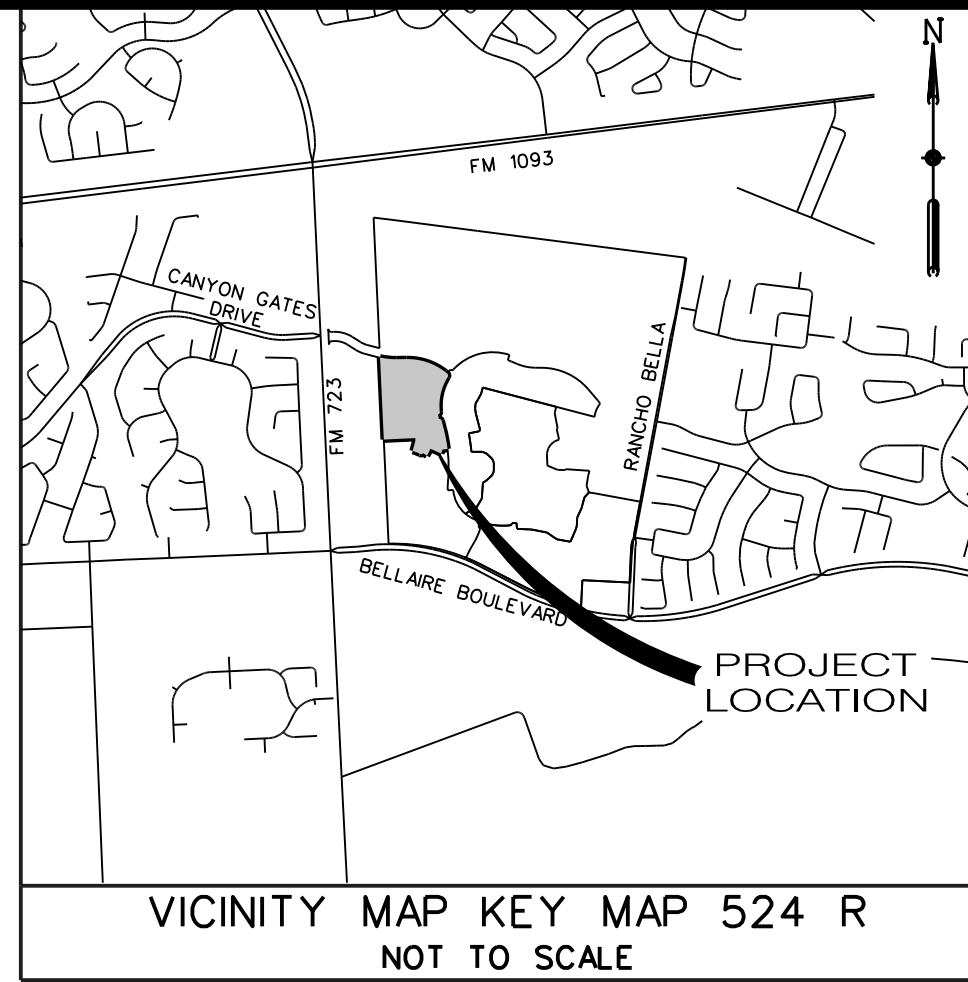 N
FM 1093
CANYON GATES
DRIVE
FM 723
RANCHO BELLA
BELLAIRE BOULEVARD
PROJECT
LOCATION
VICINITY MAP KEY MAP 524 R
NOT TO SCALE